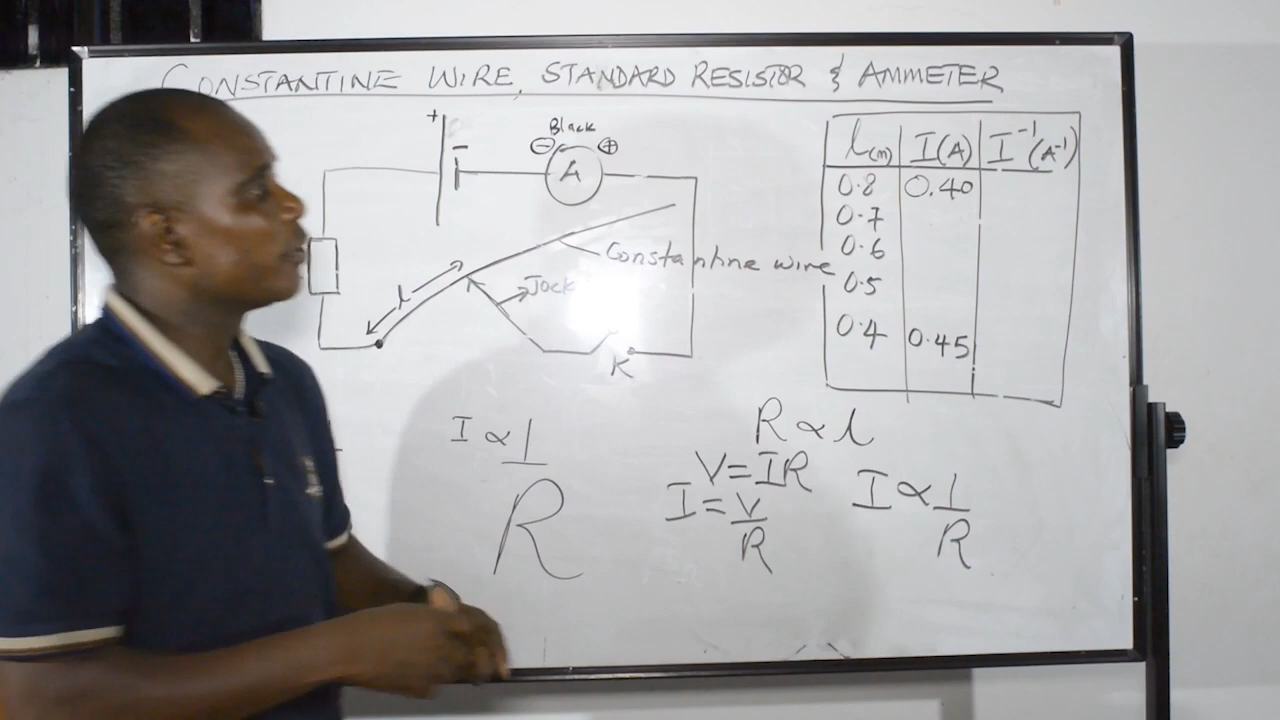 CONSTANTINE WIRE, STANDARD RESISTOR & AMMETER
+ -
Black
⊖ ⊕
A
Constantine wire
l
Jock
K
l(m) I(A) I⁻¹(A⁻¹)
0.8 0.40
0.7
0.6
0.5
0.4 0.45
I ∝ 1/R
R ∝ l
V=IR
I=V/R
I ∝ 1/R